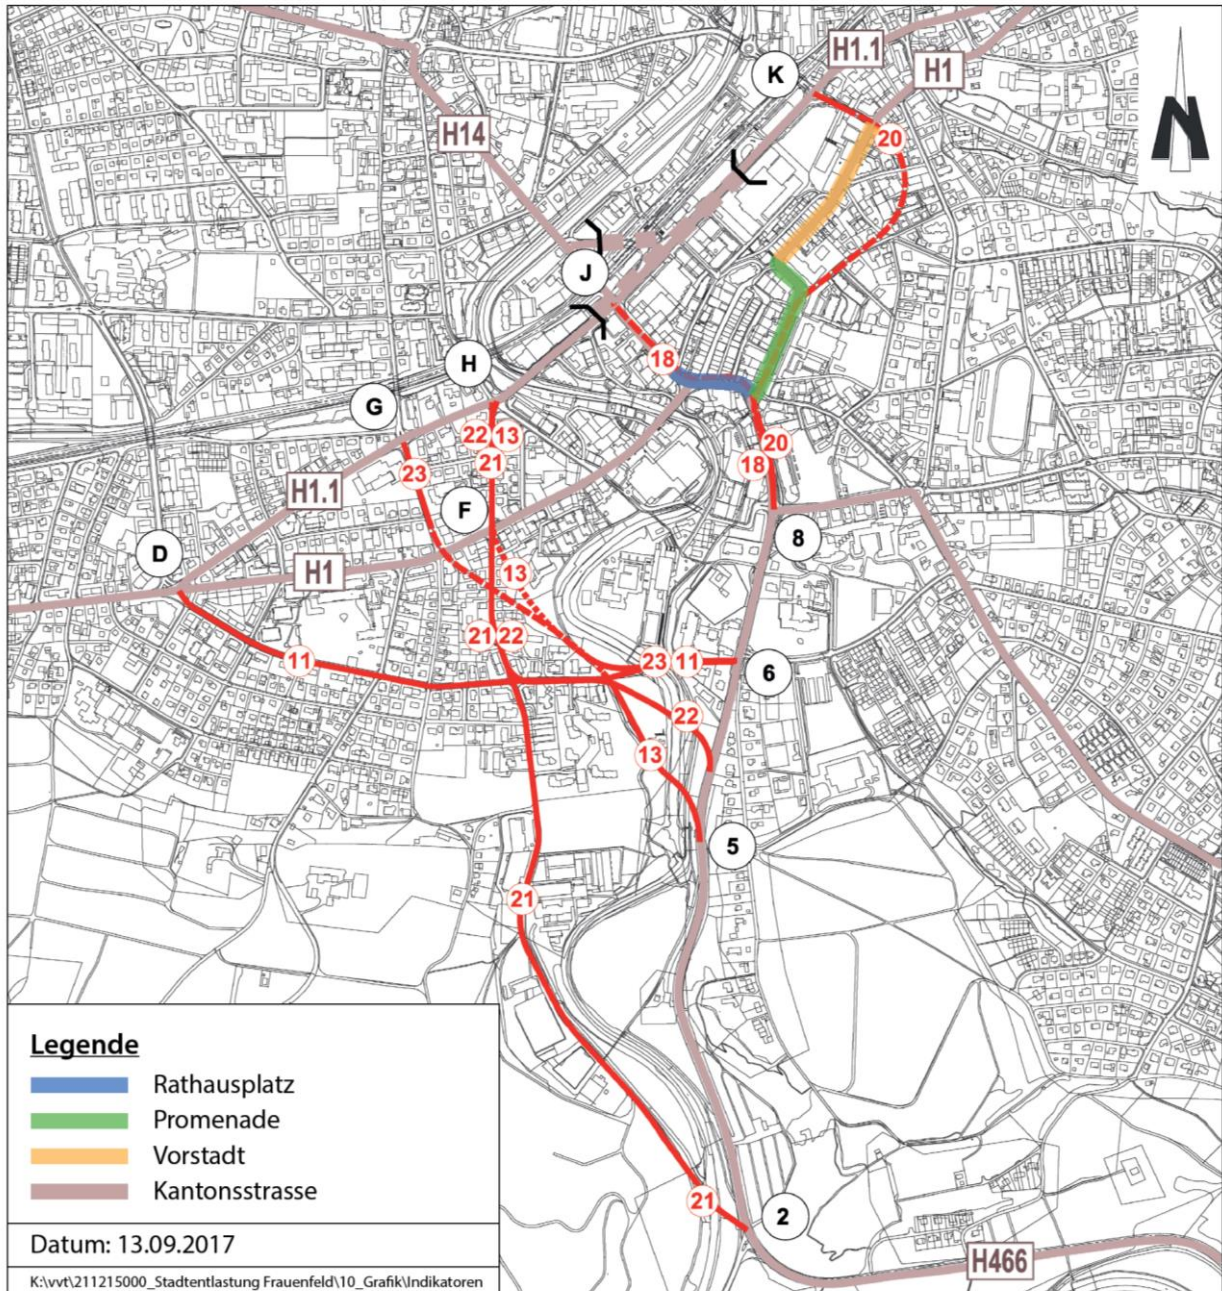 K
H1.1
H1
20
H14
N
J
18
H
G
22
13
20
23
21
18
H1.1
F
D
8
H1
13
21
22
11
23
11
6
22
13
5
21
Legende
Rathausplatz
Promenade
Vorstadt
Kantonsstrasse
21
2
Datum: 13.09.2017
H466
K:\vvt\211215000_Stadtentlastung Frauenfeld\10_Grafik\Indikatoren